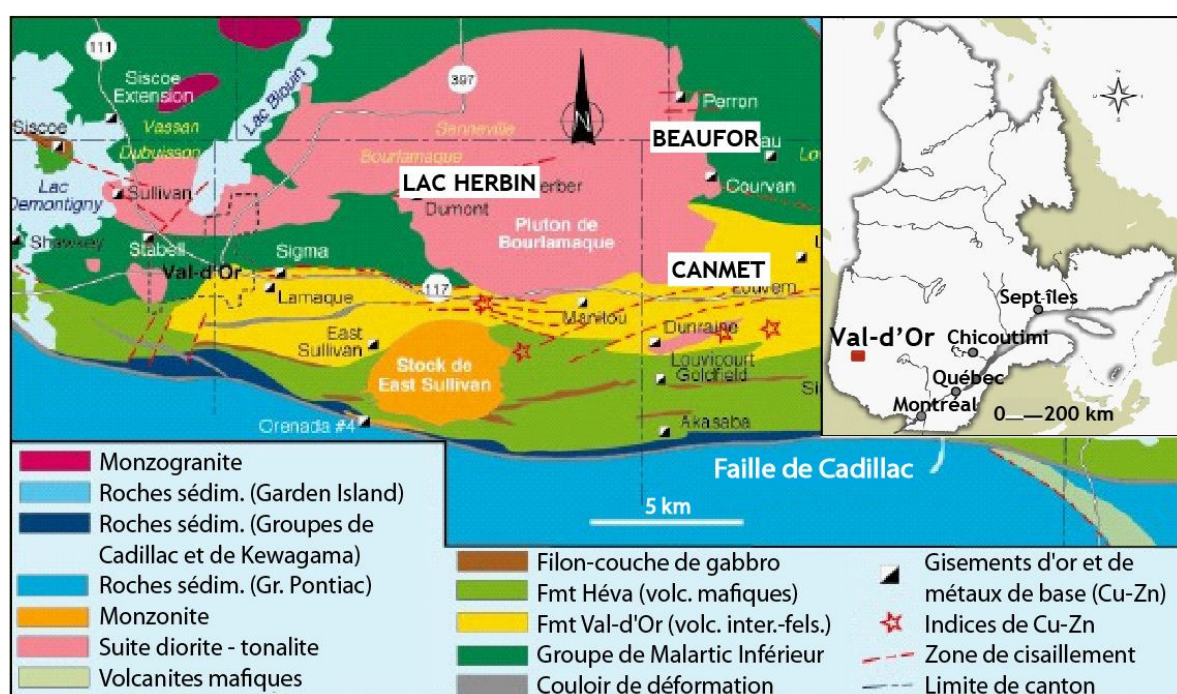 111
Siscoe
Extension
Siscoe
Vassan
Dubuisson
Lac Blouin
397
Senneville
Bourlamaque
Perron
BEAUFOR
Lac
Demontigny
Sullivan
LAC HERBIN
Dumont
Courvan
Pluton de
Bourlamaque
Shawkey
Stabell
Val-d'Or
Sigma
Lamaque
117
CANMET
Louvem
Manitou
East
Sullivan
Dunraine
Stock de
East Sullivan
Louvicourt
Goldfield
Orenada #4
Akasaba
Sept-îles
Val-d'Or
Chicoutimi
Québec
Montréal
0 200 km
Faille de Cadillac
5 km
Monzogranite
Roches sédim. (Garden Island)
Roches sédim. (Groupes de
Cadillac et de Kewagama)
Roches sédim. (Gr. Pontiac)
Monzonite
Suite diorite - tonalite
Volcanites mafiques
Filon-couche de gabbro
Fmt Héva (volc. mafiques)
Fmt Val-d'Or (volc. inter.-fels.)
Groupe de Malartic Inférieur
Couloir de déformation
Gisements d'or et de
métaux de base (Cu-Zn)
Indices de Cu-Zn
Zone de cisaillement
Limite de canton